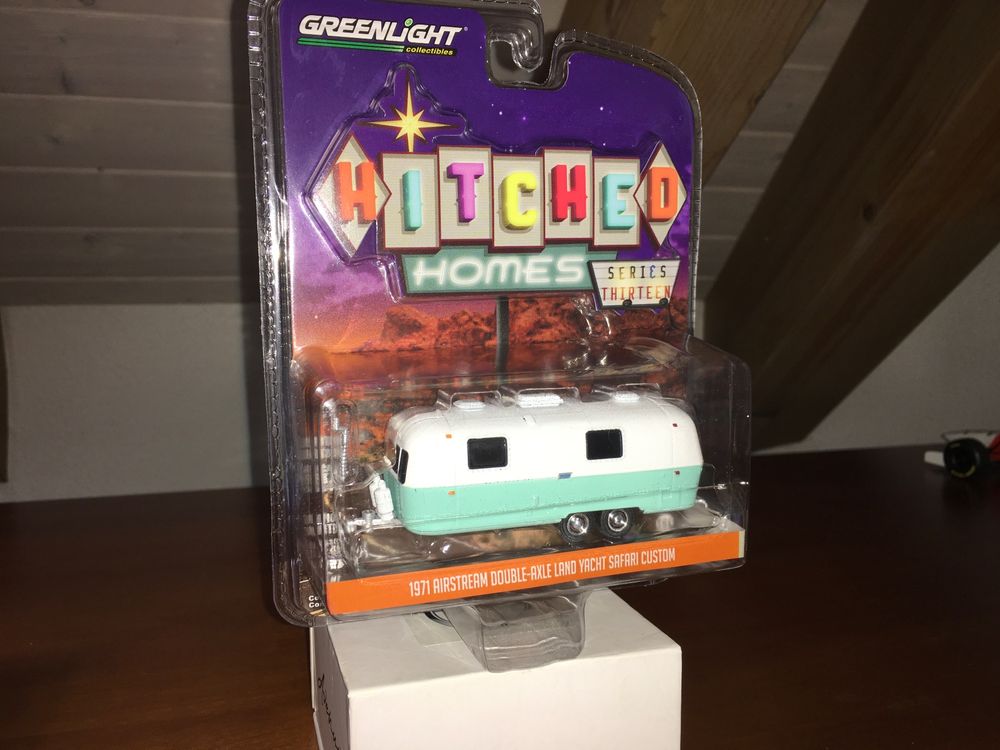 GREENLIGHT
collectibles
HITCHED
HOMES
SERIES
THIRTEEN
1971 AIRSTREAM DOUBLE-AXLE LAND YACHT SAFARI CUSTOM